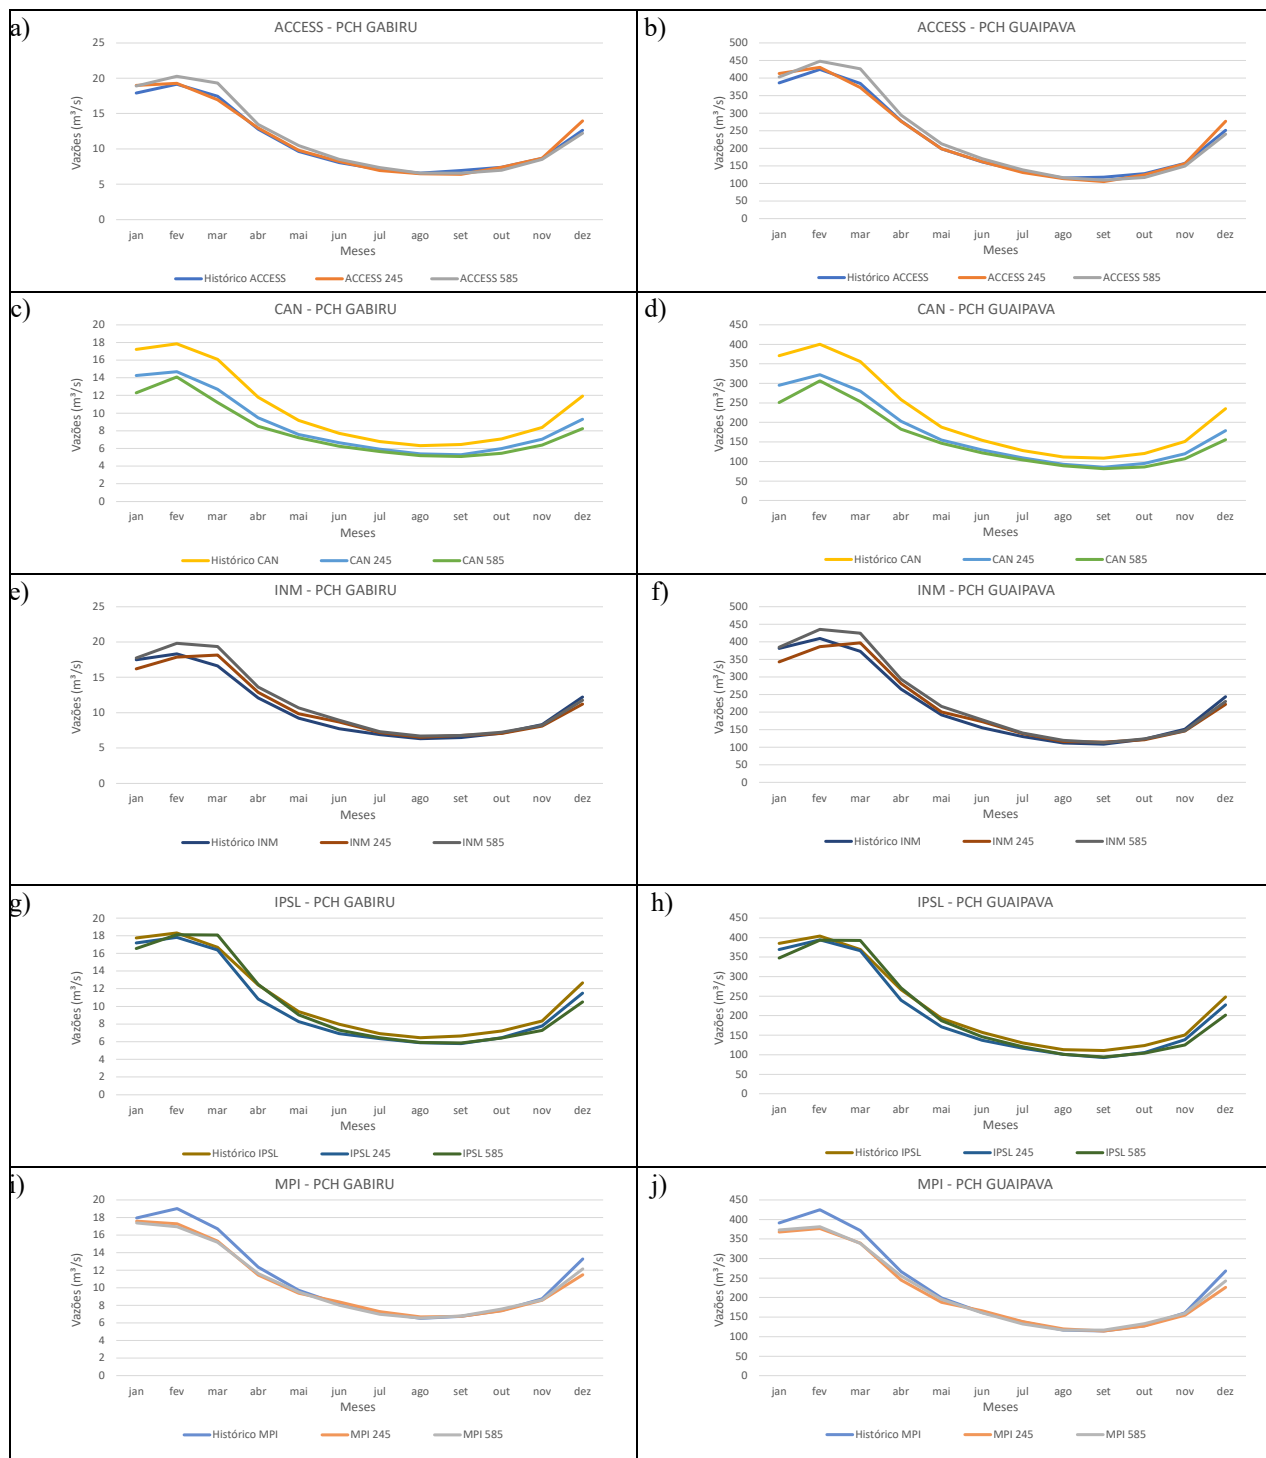 a)
ACCESS - PCH GABIRU
25
20
15
10
5
0
Vazões (m³/s)
jan fev mar abr mai jun jul ago set out nov dez
Meses
Histórico ACCESS ACCESS 245 ACCESS 585
b)
ACCESS - PCH GUAIPAVA
500
450
400
350
300
250
200
150
100
50
0
Vazões (m³/s)
jan fev mar abr mai jun jul ago set out nov dez
Meses
Histórico ACCESS ACCESS 245 ACCESS 585
c)
CAN - PCH GABIRU
20
18
16
14
12
10
8
6
4
2
0
Vazões (m³/s)
jan fev mar abr mai jun jul ago set out nov dez
Meses
Histórico CAN CAN 245 CAN 585
d)
CAN - PCH GUAIPAVA
450
400
350
300
250
200
150
100
50
0
Vazões (m³/s)
jan fev mar abr mai jun jul ago set out nov dez
Meses
Histórico CAN CAN 245 CAN 585
e)
INM - PCH GABIRU
25
20
15
10
5
0
Vazões (m³/s)
jan fev mar abr mai jun jul ago set out nov dez
Meses
Histórico INM INM 245 INM 585
f)
INM - PCH GUAIPAVA
500
450
400
350
300
250
200
150
100
50
0
Vazões (m³/s)
jan fev mar abr mai jun jul ago set out nov dez
Meses
Histórico INM INM 245 INM 585
g)
IPSL - PCH GABIRU
20
18
16
14
12
10
8
6
4
2
0
Vazões (m³/s)
jan fev mar abr mai jun jul ago set out nov dez
Meses
Histórico IPSL IPSL 245 IPSL 585
h)
IPSL - PCH GUAIPAVA
450
400
350
300
250
200
150
100
50
0
Vazões (m³/s)
jan fev mar abr mai jun jul ago set out nov dez
Meses
Histórico IPSL IPSL 245 IPSL 585
i)
MPI - PCH GABIRU
20
18
16
14
12
10
8
6
4
2
0
Vazões (m³/s)
jan fev mar abr mai jun jul ago set out nov dez
Meses
Histórico MPI MPI 245 MPI 585
j)
MPI - PCH GUAIPAVA
450
400
350
300
250
200
150
100
50
0
Vazões (m³/s)
jan fev mar abr mai jun jul ago set out nov dez
Meses
Histórico MPI MPI 245 MPI 585